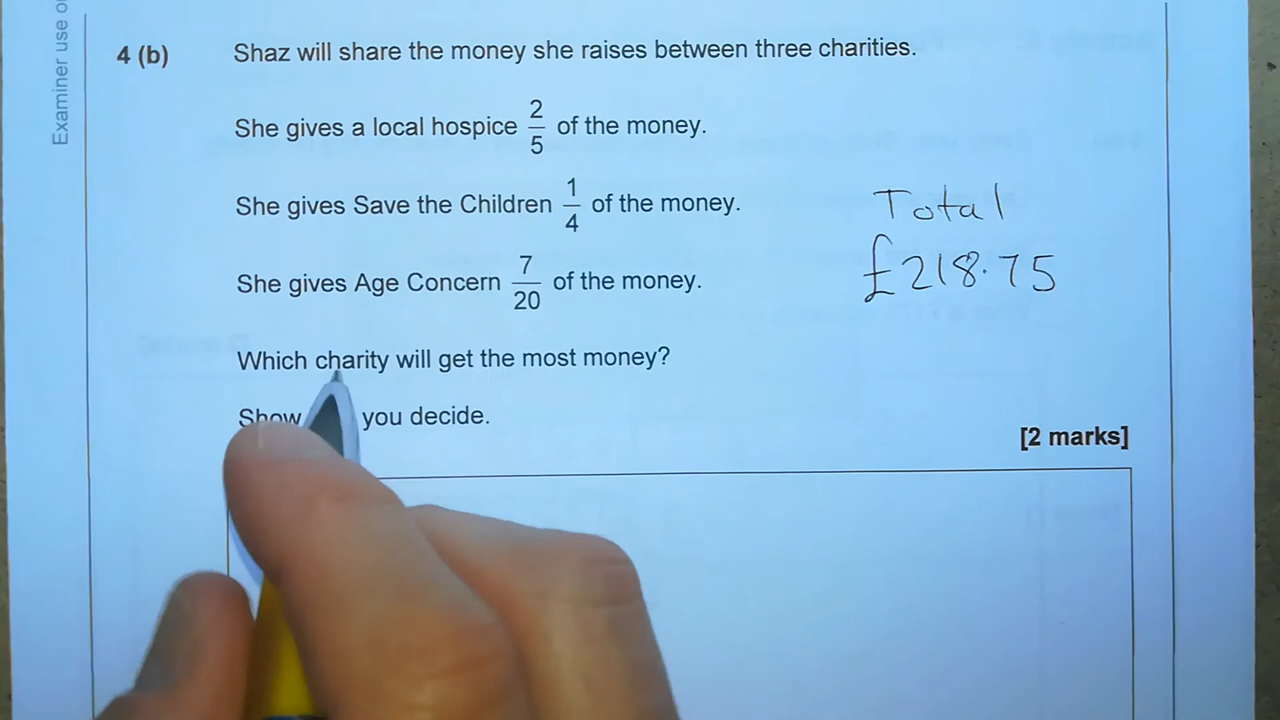 Examiner use
4 (b) Shaz will share the money she raises between three charities.
She gives a local hospice 2/5 of the money.
She gives Save the Children 1/4 of the money.
Total
She gives Age Concern 7/20 of the money.
£218.75
Which charity will get the most money?
Show you decide.
[2 marks]